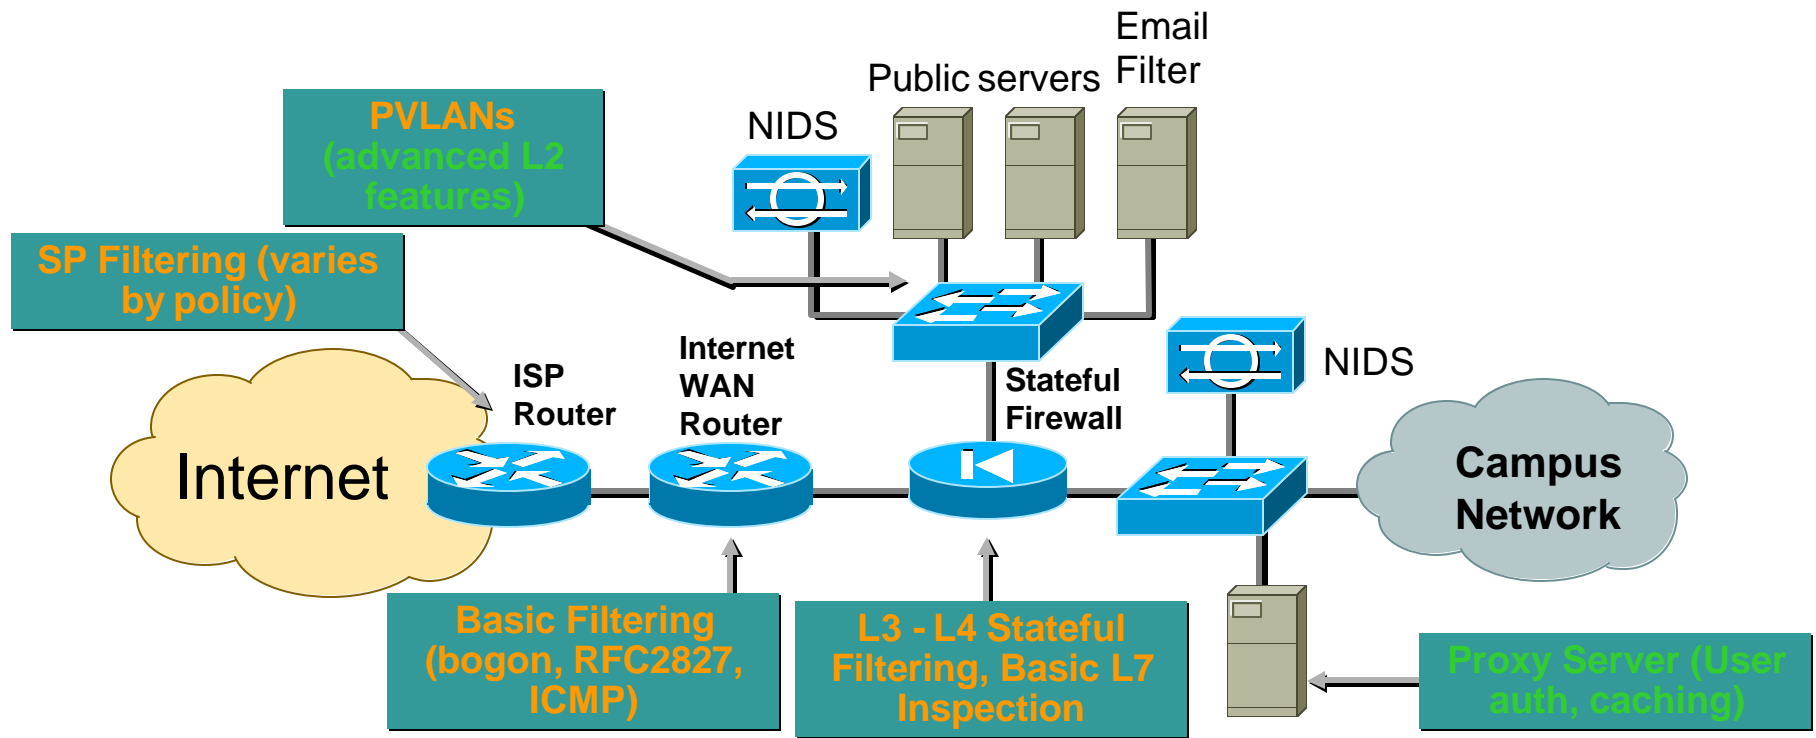 Email
Filter
Public servers
NIDS
PVLANs
(advanced L2
features)
SP Filtering (varies
by policy)
ISP
Router
Internet
WAN
Router
Stateful
Firewall
NIDS
Internet
Campus
Network
Basic Filtering
(bogon, RFC2827,
ICMP)
L3 - L4 Stateful
Filtering, Basic L7
Inspection
Proxy Server (User
auth, caching)